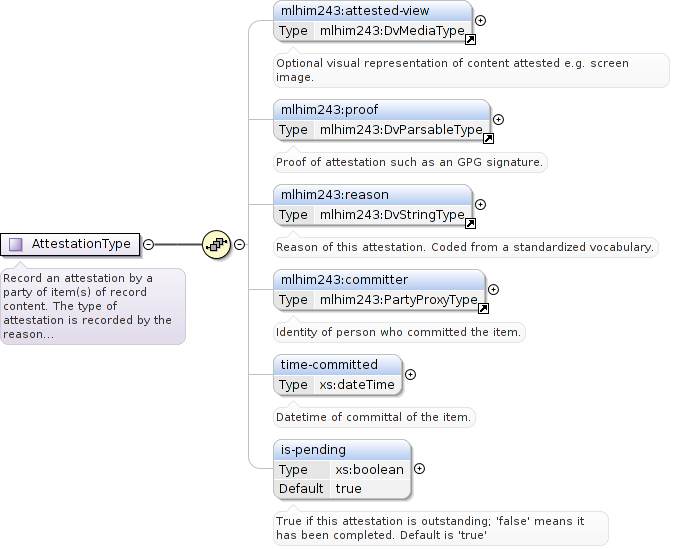 mlhim243:attested-view
Type mlhim243:DvMediaType
Optional visual representation of content attested e.g. screen
image.
mlhim243:proof
Type mlhim243:DvParsableType
Proof of attestation such as an GPG signature.
mlhim243:reason
Type mlhim243:DvStringType
Reason of this attestation. Coded from a standardized vocabulary.
AttestationType
Record an attestation by a
party of item(s) of record
content. The type of
attestation is recorded by the
reason...
mlhim243:committer
Type mlhim243:PartyProxyType
Identity of person who committed the item.
time-committed
Type xs:dateTime
Datetime of committal of the item.
is-pending
Type xs:boolean
Default true
True if this attestation is outstanding; 'false' means it
has been completed. Default is 'true'